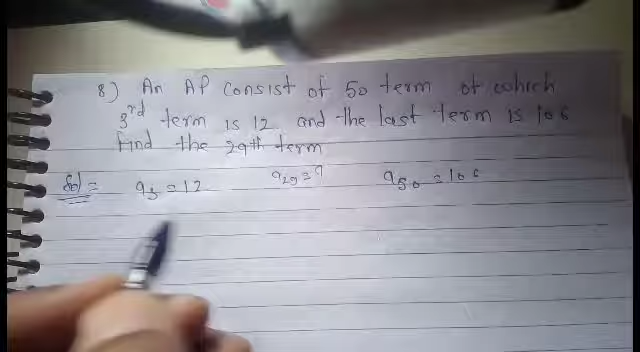 8) An AP Consist of 50 term of which
3rd term is 12 and the last term is 106
Find the 29th term
Sol = a3 = 12 a29 = ? a50 = 106